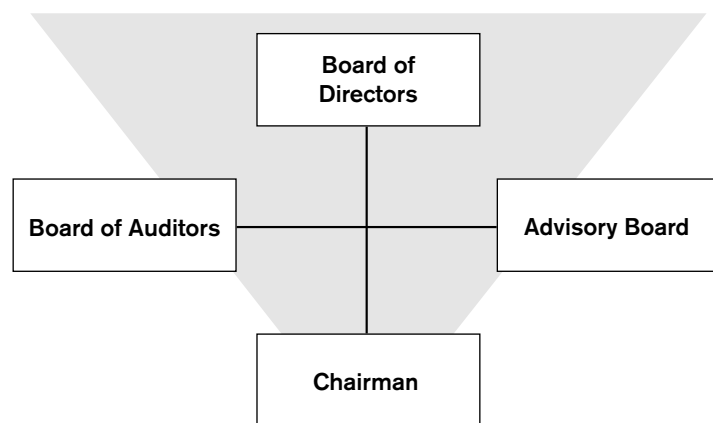 Board of
Directors
Board of Auditors
Advisory Board
Chairman